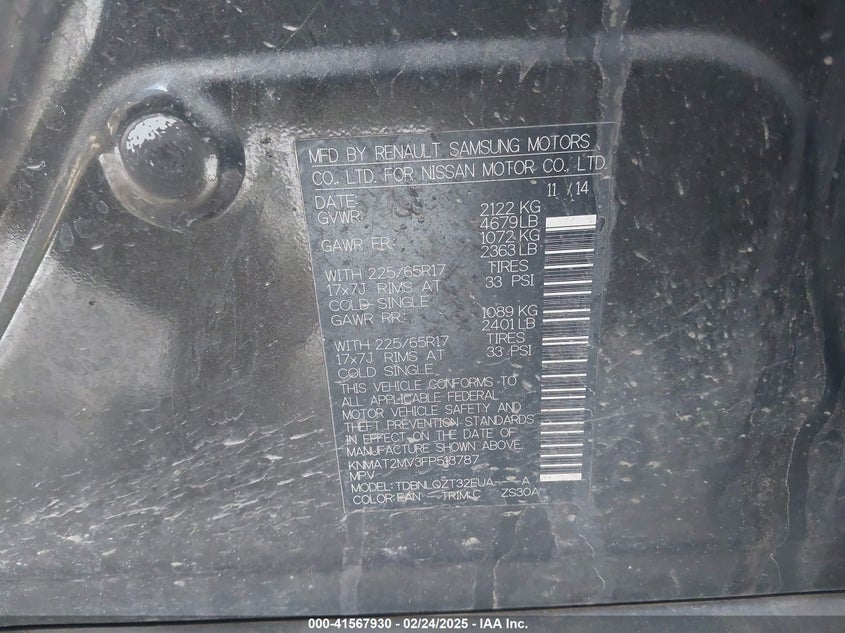 MFD BY RENAULT SAMSUNG MOTORS
CO., LTD. FOR NISSAN MOTOR CO., LTD.
DATE: 11 / 14
GVWR: 2122 KG
4679 LB
GAWR FR: 1072 KG
2363 LB
WITH 225/65R17 TIRES
17x7J RIMS AT 33 PSI
COLD SINGLE
GAWR RR: 1089 KG
2401 LB
WITH 225/65R17 TIRES
17x7J RIMS AT 33 PSI
COLD SINGLE
THIS VEHICLE CONFORMS TO
ALL APPLICABLE FEDERAL
MOTOR VEHICLE SAFETY AND
THEFT PREVENTION STANDARDS
IN EFFECT ON THE DATE OF
MANUFACTURE SHOWN ABOVE.
KNMAT2MV3FP513787
MPV
MODEL: TDBNLQZT32EUA----A
COLOR: EAN TRIM: C ZS30A
000-41567930 - 02/24/2025 - IAA Inc.